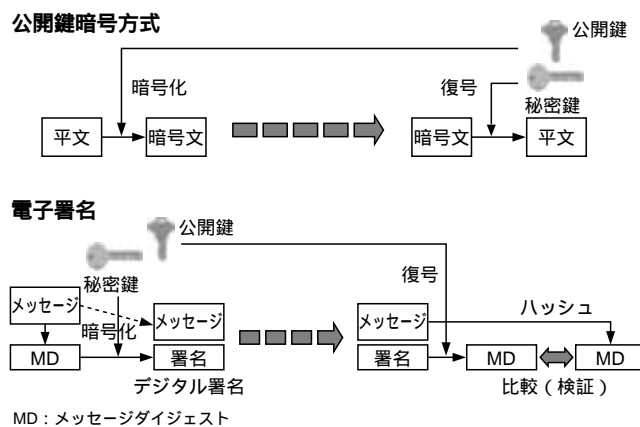 公開鍵暗号方式
公開鍵
暗号化
復号
秘密鍵
平文
暗号文
暗号文
平文
電子署名
公開鍵
秘密鍵
復号
メッセージ
暗号化
メッセージ
メッセージ
ハッシュ
MD
署名
署名
MD
MD
デジタル署名
比較（検証）
MD：メッセージダイジェスト